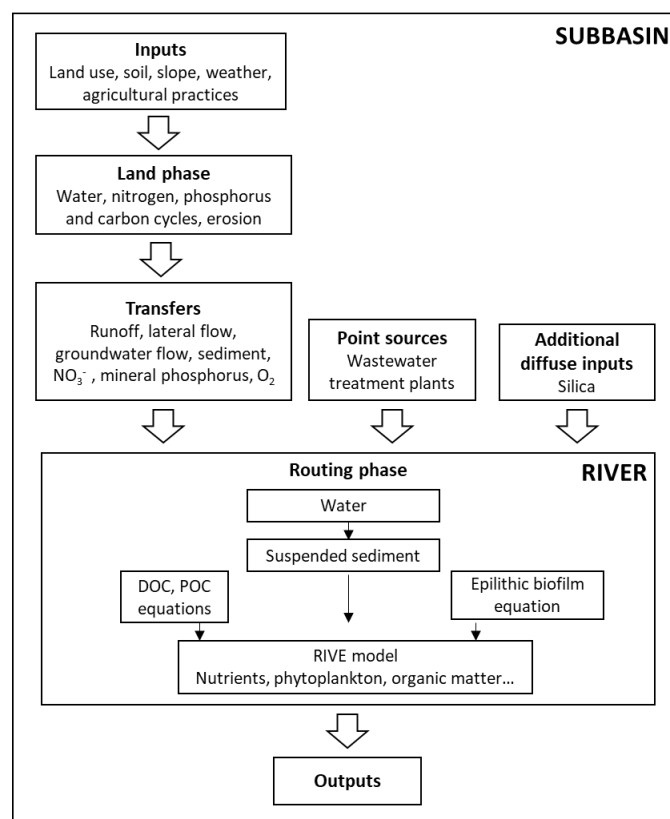 SUBBASIN
Inputs
Land use, soil, slope, weather,
agricultural practices
Land phase
Water, nitrogen, phosphorus
and carbon cycles, erosion
Transfers
Runoff, lateral flow,
groundwater flow, sediment,
NO₃⁻ , mineral phosphorus, O₂
Point sources
Wastewater
treatment plants
Additional
diffuse inputs
Silica
RIVER
Routing phase
Water
Suspended sediment
DOC, POC
equations
Epilithic biofilm
equation
RIVE model
Nutrients, phytoplankton, organic matter...
Outputs